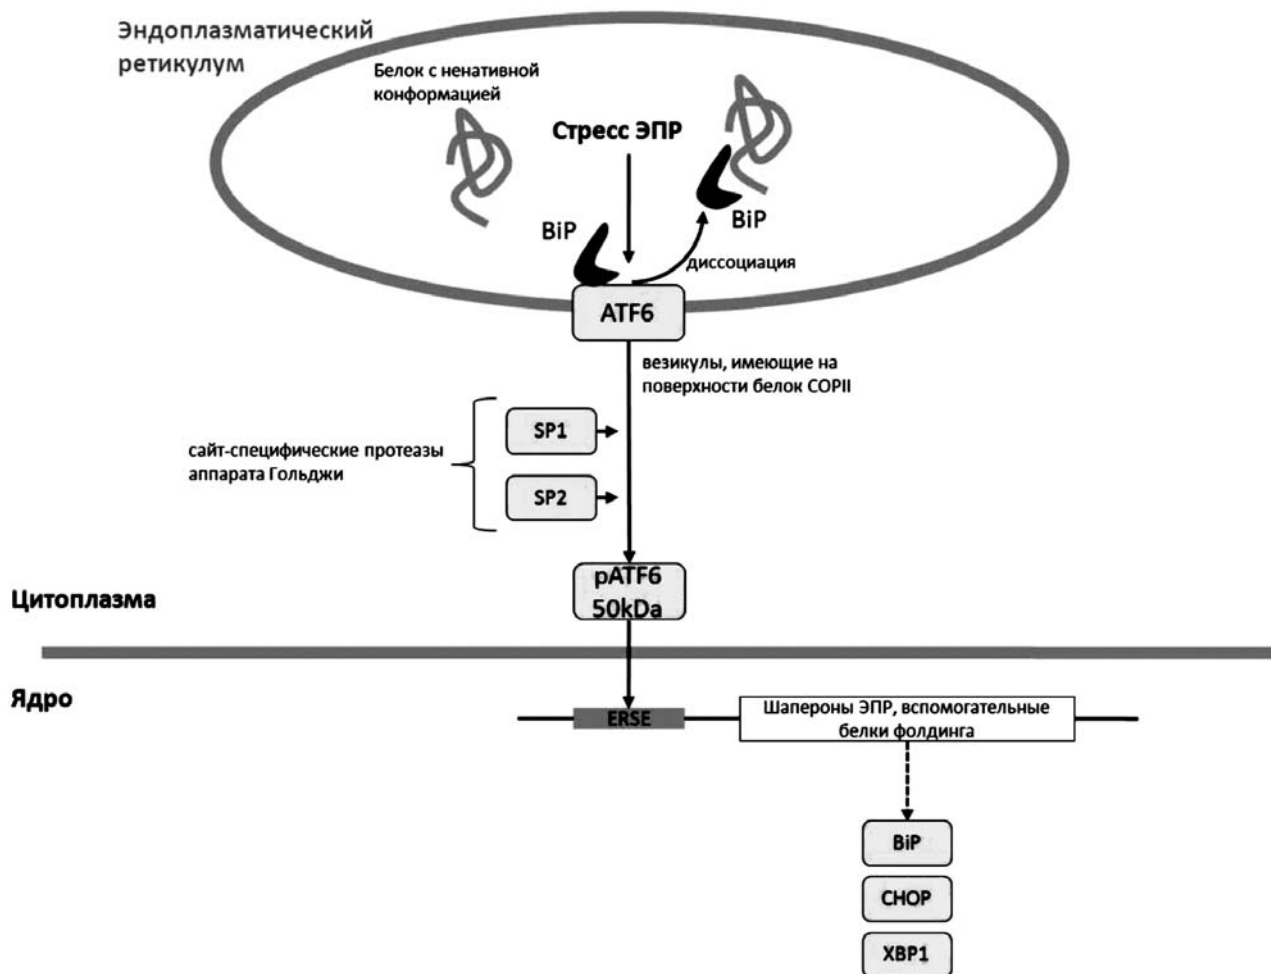 Эндоплазматический
ретикулум
Белок с ненативной
конформацией
Стресс ЭПР
BiP
BiP
диссоциация
ATF6
везикулы, имеющие на
поверхности белок COPII
SP1
сайт-специфические протеазы
аппарата Гольджи
SP2
pATF6
50kDa
Цитоплазма
Ядро
ERSE
Шапероны ЭПР, вспомогательные
белки фолдинга
BiP
CHOP
XBP1